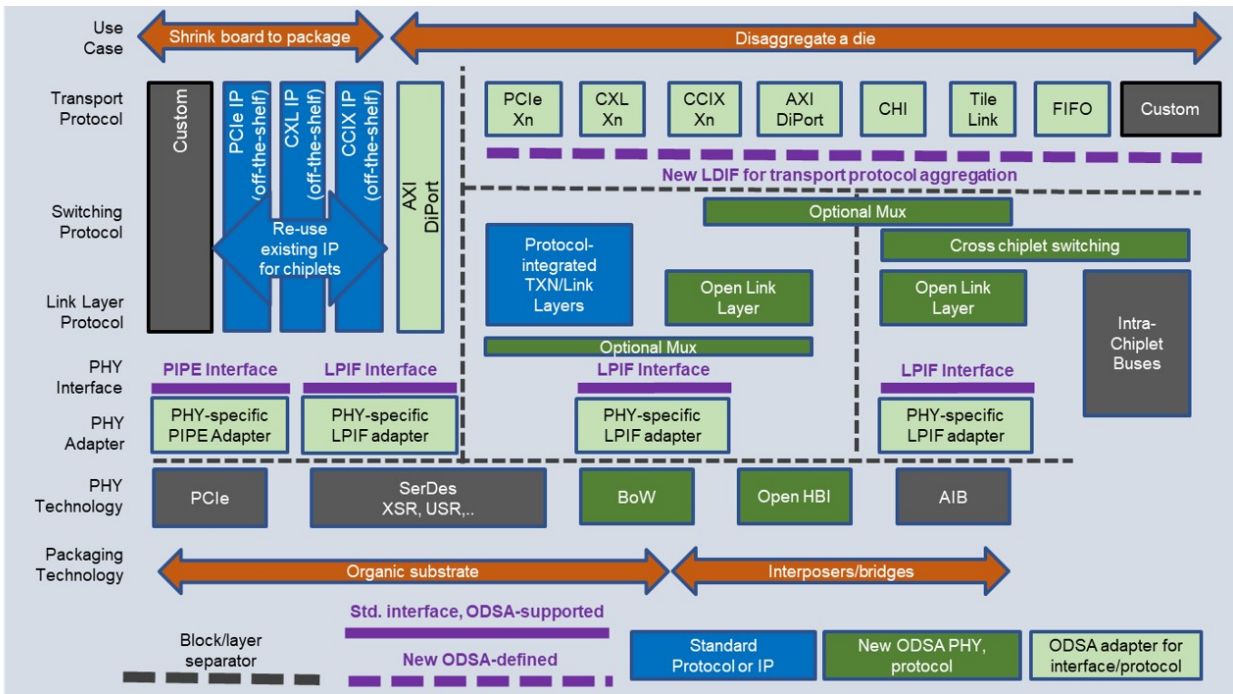 Use
Case
Shrink board to package
Disaggregate a die
Transport
Protocol
Custom
PCIe IP
(off-the-shelf)
CXL IP
(off-the-shelf)
CCIX IP
(off-the-shelf)
AXI
DiPort
PCIe
Xn
CXL
Xn
CCIX
Xn
AXI
DiPort
CHI
Tile
Link
FIFO
Custom
New LDIF for transport protocol aggregation
Switching
Protocol
Re-use
existing IP
for chiplets
Protocol-
integrated
TXN/Link
Layers
Optional Mux
Cross chiplet switching
Link Layer
Protocol
Open Link
Layer
Open Link
Layer
Intra-
Chiplet
Buses
Optional Mux
PHY
Interface
PIPE Interface
LPIF Interface
LPIF Interface
LPIF Interface
PHY
Adapter
PHY-specific
PIPE Adapter
PHY-specific
LPIF adapter
PHY-specific
LPIF adapter
PHY-specific
LPIF adapter
PHY
Technology
PCIe
SerDes
XSR, USR,..
BoW
Open HBI
AIB
Packaging
Technology
Organic substrate
Interposers/bridges
Block/layer
separator
Std. interface, ODSA-supported
New ODSA-defined
Standard
Protocol or IP
New ODSA PHY,
protocol
ODSA adapter for
interface/protocol